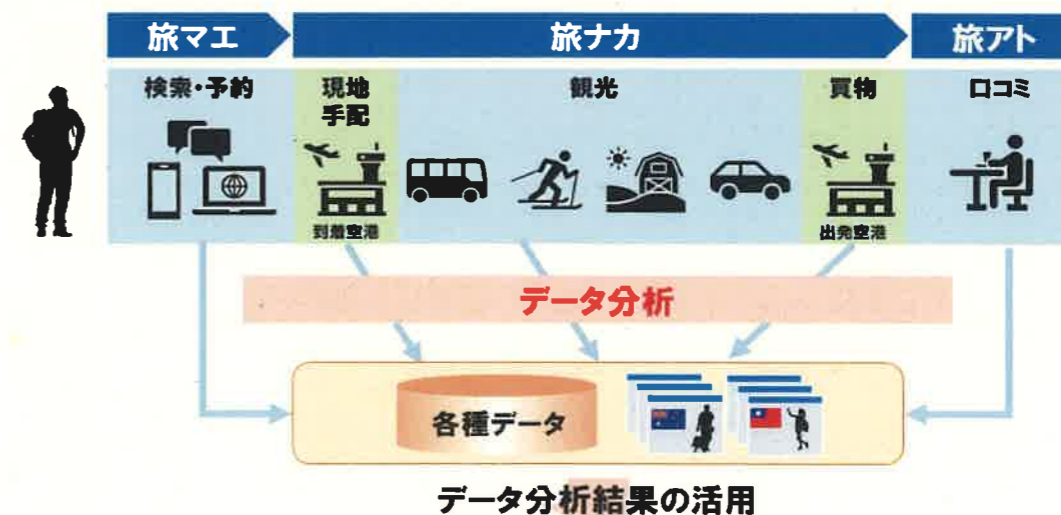 旅マエ
旅ナカ
旅アト
検索・予約
現地
手配
観光
買物
口コミ
到着空港
出発空港
データ分析
各種データ
データ分析結果の活用